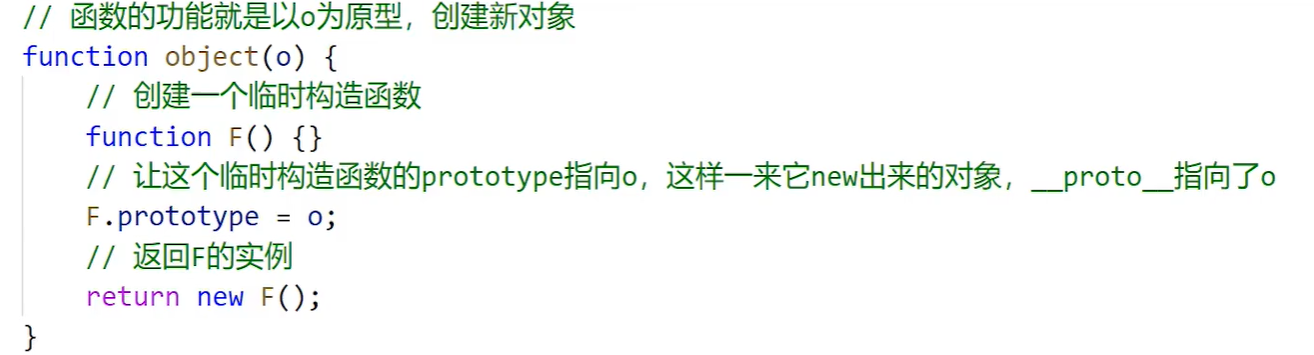 // 函数的功能就是以o为原型，创建新对象
function object(o) {
    // 创建一个临时构造函数
    function F() {}
    // 让这个临时构造函数的prototype指向o，这样一来它new出来的对象，__proto__指向了o
    F.prototype = o;
    // 返回F的实例
    return new F();
}